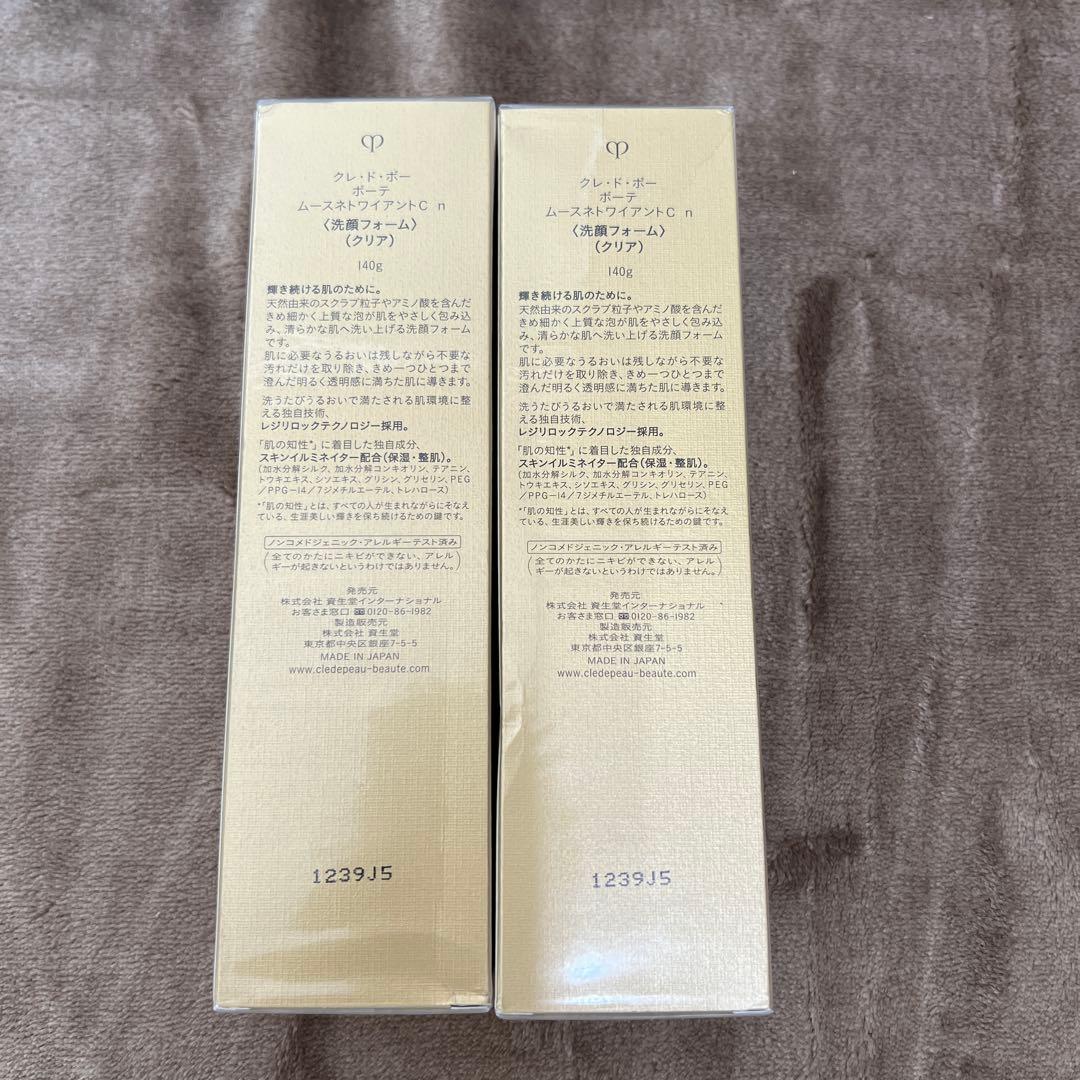 クレ・ド・ポー
ボーテ
ムースネトワイアントC n
〈洗顔フォーム〉
（クリア）
140g
輝き続ける肌のために。
天然由来のスクラブ粒子やアミノ酸を含んだ
きめ細かく上質な泡が肌をやさしく包み込
み、清らかな肌へ洗い上げる洗顔フォーム
です。
肌に必要なうるおいは残しながら不要な
汚れだけを取り除き、きめ一つひとつまで
澄んだ明るく透明感に満ちた肌に導きます。
洗うたびうるおいで満たされる肌環境に整
える独自技術、
レジリロックテクノロジー採用。
「肌の知性*」に着目した独自成分、
スキンイルミネイター配合（保湿・整肌）。
（加水分解シルク、加水分解コンキオリン、テアニン、
トウキエキス、シソエキス、グリシン、グリセリン、PEG
／PPG－14／7ジメチルエーテル、トレハロース）
*「肌の知性」とは、すべての人が生まれながらにそなえ
ている、生涯美しい輝きを保ち続けるための鍵です。
ノンコメドジェニック・アレルギーテスト済み
（全てのかたにニキビができない、アレル
ギーが起きないというわけではありません。）
発売元
株式会社 資生堂インターナショナル
お客さま窓口 0120-86-1982
製造販売元
株式会社 資生堂
東京都中央区銀座7-5-5
MADE IN JAPAN
www.cledepeau-beaute.com
1239J5
クレ・ド・ポー
ボーテ
ムースネトワイアントC n
〈洗顔フォーム〉
（クリア）
140g
輝き続ける肌のために。
天然由来のスクラブ粒子やアミノ酸を含んだ
きめ細かく上質な泡が肌をやさしく包み込
み、清らかな肌へ洗い上げる洗顔フォーム
です。
肌に必要なうるおいは残しながら不要な
汚れだけを取り除き、きめ一つひとつまで
澄んだ明るく透明感に満ちた肌に導きます。
洗うたびうるおいで満たされる肌環境に整
える独自技術、
レジリロックテクノロジー採用。
「肌の知性*」に着目した独自成分、
スキンイルミネイター配合（保湿・整肌）。
（加水分解シルク、加水分解コンキオリン、テアニン、
トウキエキス、シソエキス、グリシン、グリセリン、PEG
／PPG－14／7ジメチルエーテル、トレハロース）
*「肌の知性」とは、すべての人が生まれながらにそなえ
ている、生涯美しい輝きを保ち続けるための鍵です。
ノンコメドジェニック・アレルギーテスト済み
（全てのかたにニキビができない、アレル
ギーが起きないというわけではありません。）
発売元
株式会社 資生堂インターナショナル
お客さま窓口 0120-86-1982
製造販売元
株式会社 資生堂
東京都中央区銀座7-5-5
MADE IN JAPAN
www.cledepeau-beaute.com
1239J5